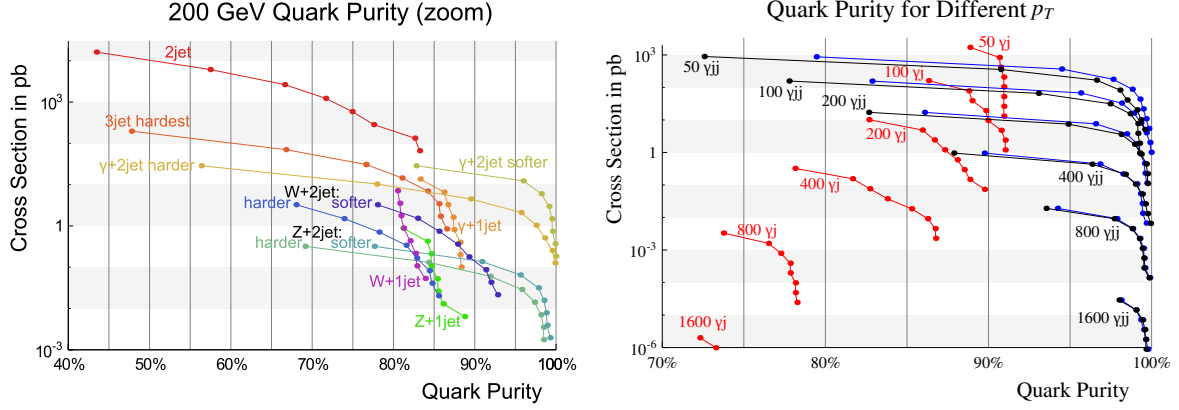 200 GeV Quark Purity (zoom)
Cross Section in pb
10³
1
10⁻³
2jet
3jet hardest
γ+2jet harder
γ+2jet softer
W+2jet:
harder
softer
γ+1jet
Z+2jet:
harder
softer
W+1jet
Z+1jet
40%
50%
60%
70%
80%
90%
100%
Quark Purity
Quark Purity for Different p_T
Cross Section in pb
10³
1
10⁻³
10⁻⁶
50 γj
50 γjj
100 γj
100 γjj
200 γjj
200 γj
400 γj
400 γjj
800 γj
800 γjj
1600 γjj
1600 γj
70%
80%
90%
100%
Quark Purity